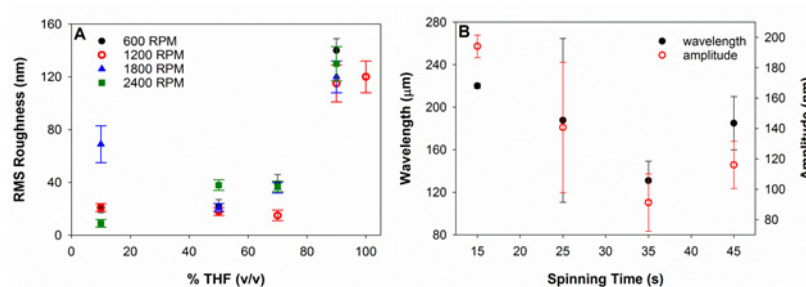 A
600 RPM
1200 RPM
1800 RPM
2400 RPM
RMS Roughness (nm)
160
120
80
40
0
0 20 40 60 80 100
% THF (v/v)
B
wavelength
amplitude
Wavelength (μm)
280
240
200
160
120
80
Amplitude (nm)
200
180
160
140
120
100
80
15 20 25 30 35 40 45
Spinning Time (s)